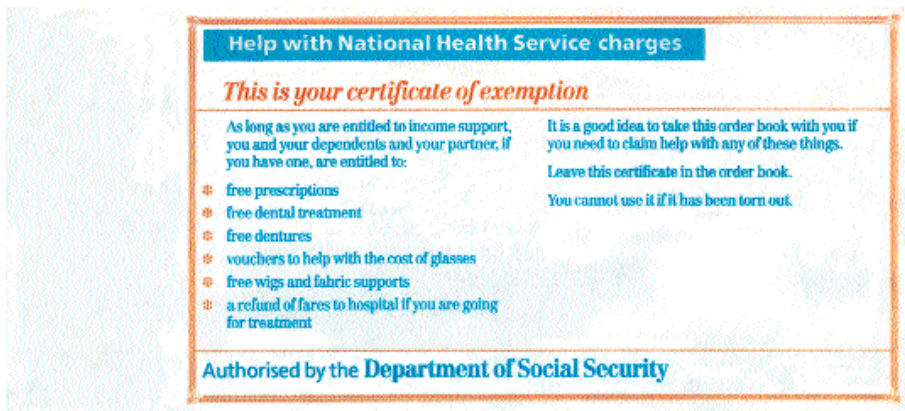 Help with National Health Service charges
This is your certificate of exemption
As long as you are entitled to income support,
you and your dependents and your partner, if
you have one, are entitled to:
free prescriptions
free dental treatment
free dentures
vouchers to help with the cost of glasses
free wigs and fabric supports
a refund of fares to hospital if you are going
for treatment
It is a good idea to take this order book with you if
you need to claim help with any of these things.
Leave this certificate in the order book.
You cannot use it if it has been torn out.
Authorised by the Department of Social Security